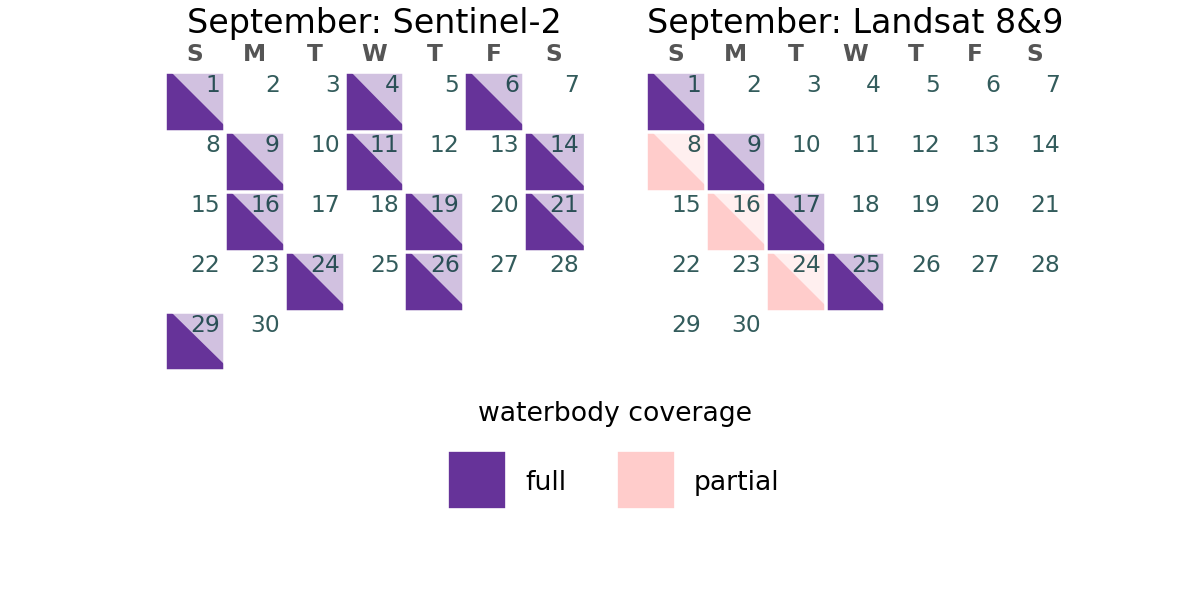 September: Sentinel-2
S M T W T F S
1 2 3 4 5 6 7
8 9 10 11 12 13 14
15 16 17 18 19 20 21
22 23 24 25 26 27 28
29 30
September: Landsat 8&9
S M T W T F S
1 2 3 4 5 6 7
8 9 10 11 12 13 14
15 16 17 18 19 20 21
22 23 24 25 26 27 28
29 30
waterbody coverage
full partial